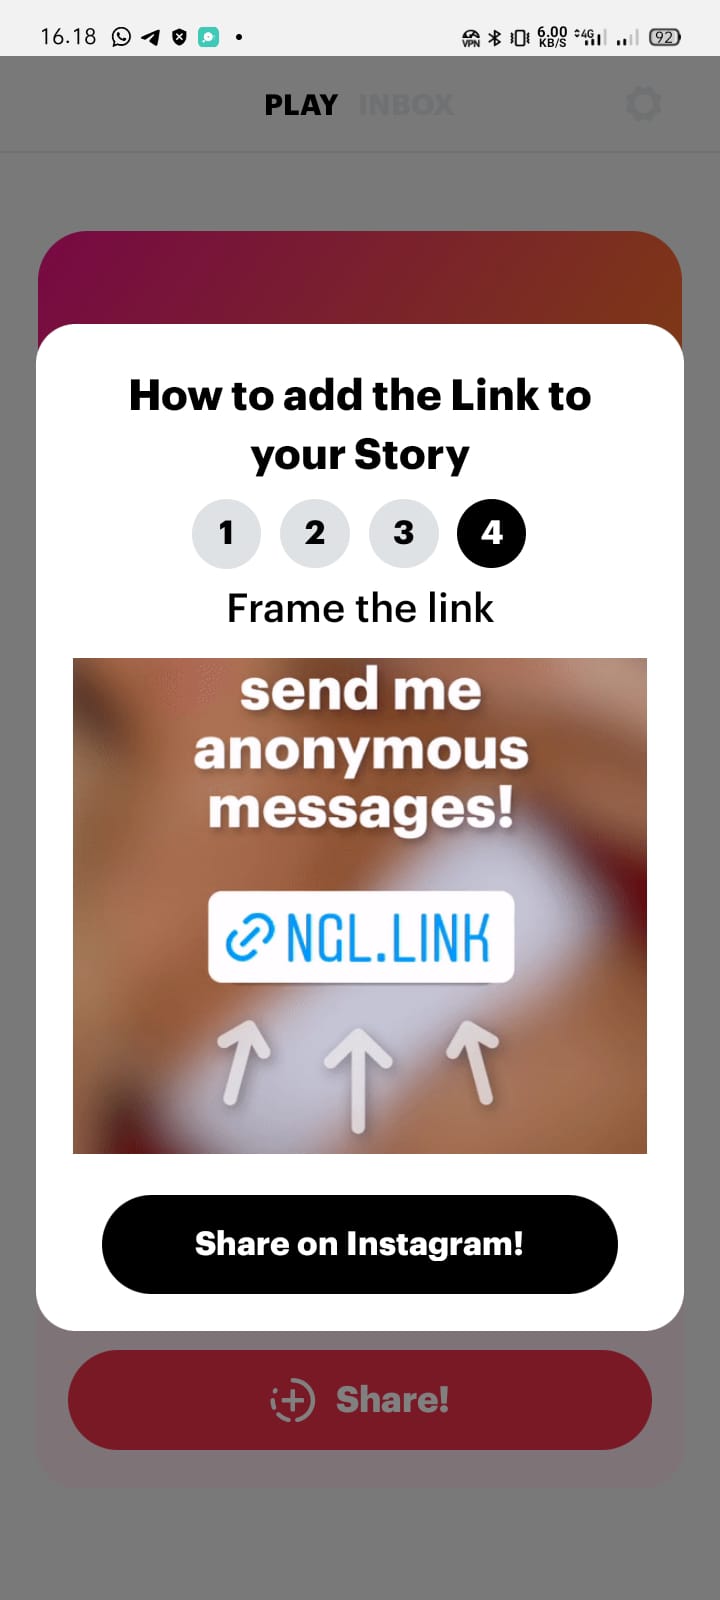 16.18 VPN 6.00 KB/S 4G 92
PLAY INBOX
How to add the Link to
your Story
1 2 3 4
Frame the link
send me
anonymous
messages!
NGL.LINK
Share on Instagram!
Share!